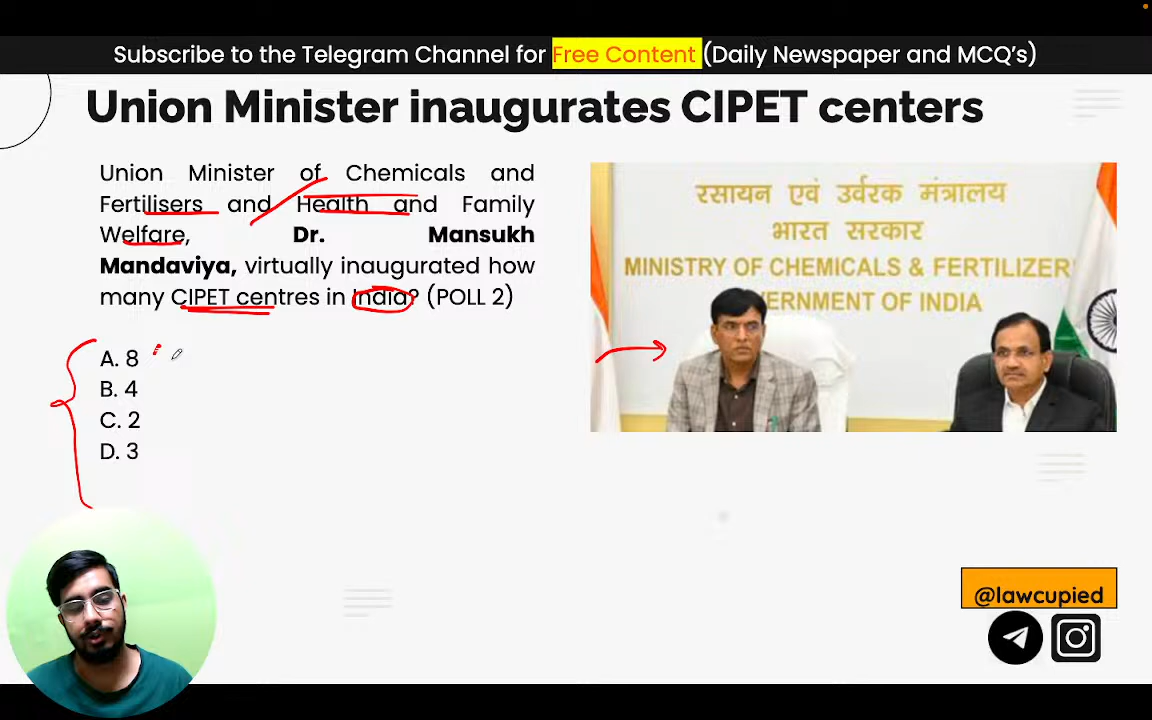 Subscribe to the Telegram Channel for Free Content (Daily Newspaper and MCQ’s)
Union Minister inaugurates CIPET centers
Union Minister of Chemicals and
Fertilisers and Health and Family
Welfare, Dr. Mansukh
Mandaviya, virtually inaugurated how
many CIPET centres in India? (POLL 2)
A. 8
B. 4
C. 2
D. 3
रसायन एवं उर्वरक मंत्रालय
भारत सरकार
MINISTRY OF CHEMICALS & FERTILIZER
ERNMENT OF INDIA
@lawcupied